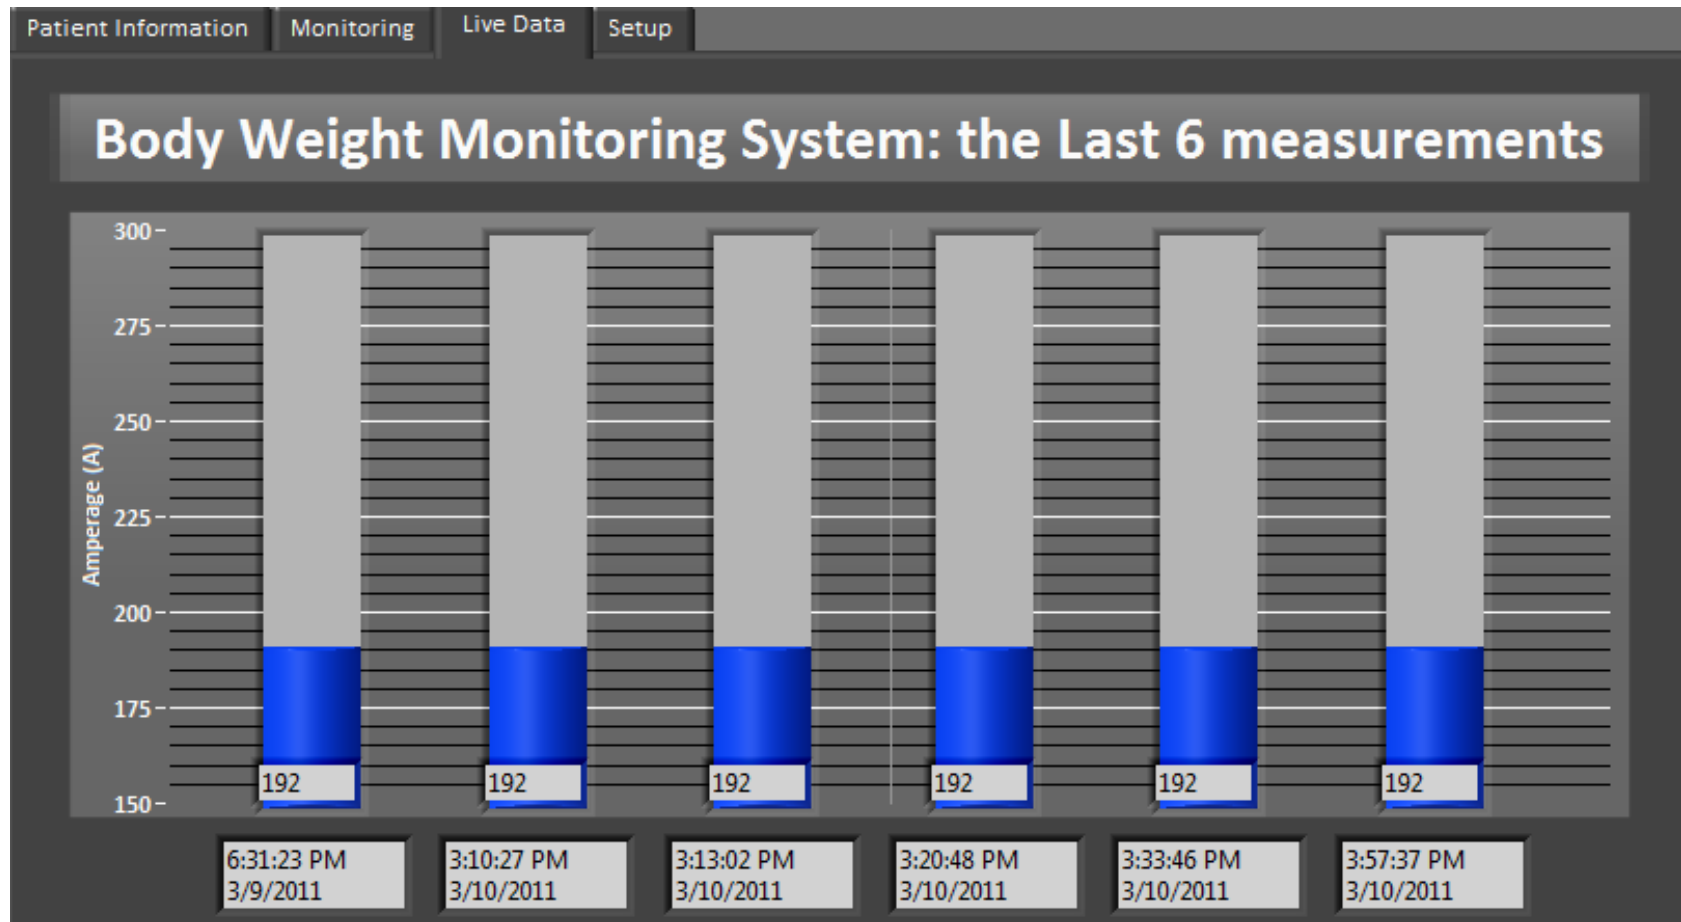 Patient Information Monitoring Live Data Setup
Body Weight Monitoring System: the Last 6 measurements
300
275
250
225
200
175
150
Amperage (A)
192 192 192 192 192 192
6:31:23 PM 3:10:27 PM 3:13:02 PM 3:20:48 PM 3:33:46 PM 3:57:37 PM
3/9/2011 3/10/2011 3/10/2011 3/10/2011 3/10/2011 3/10/2011